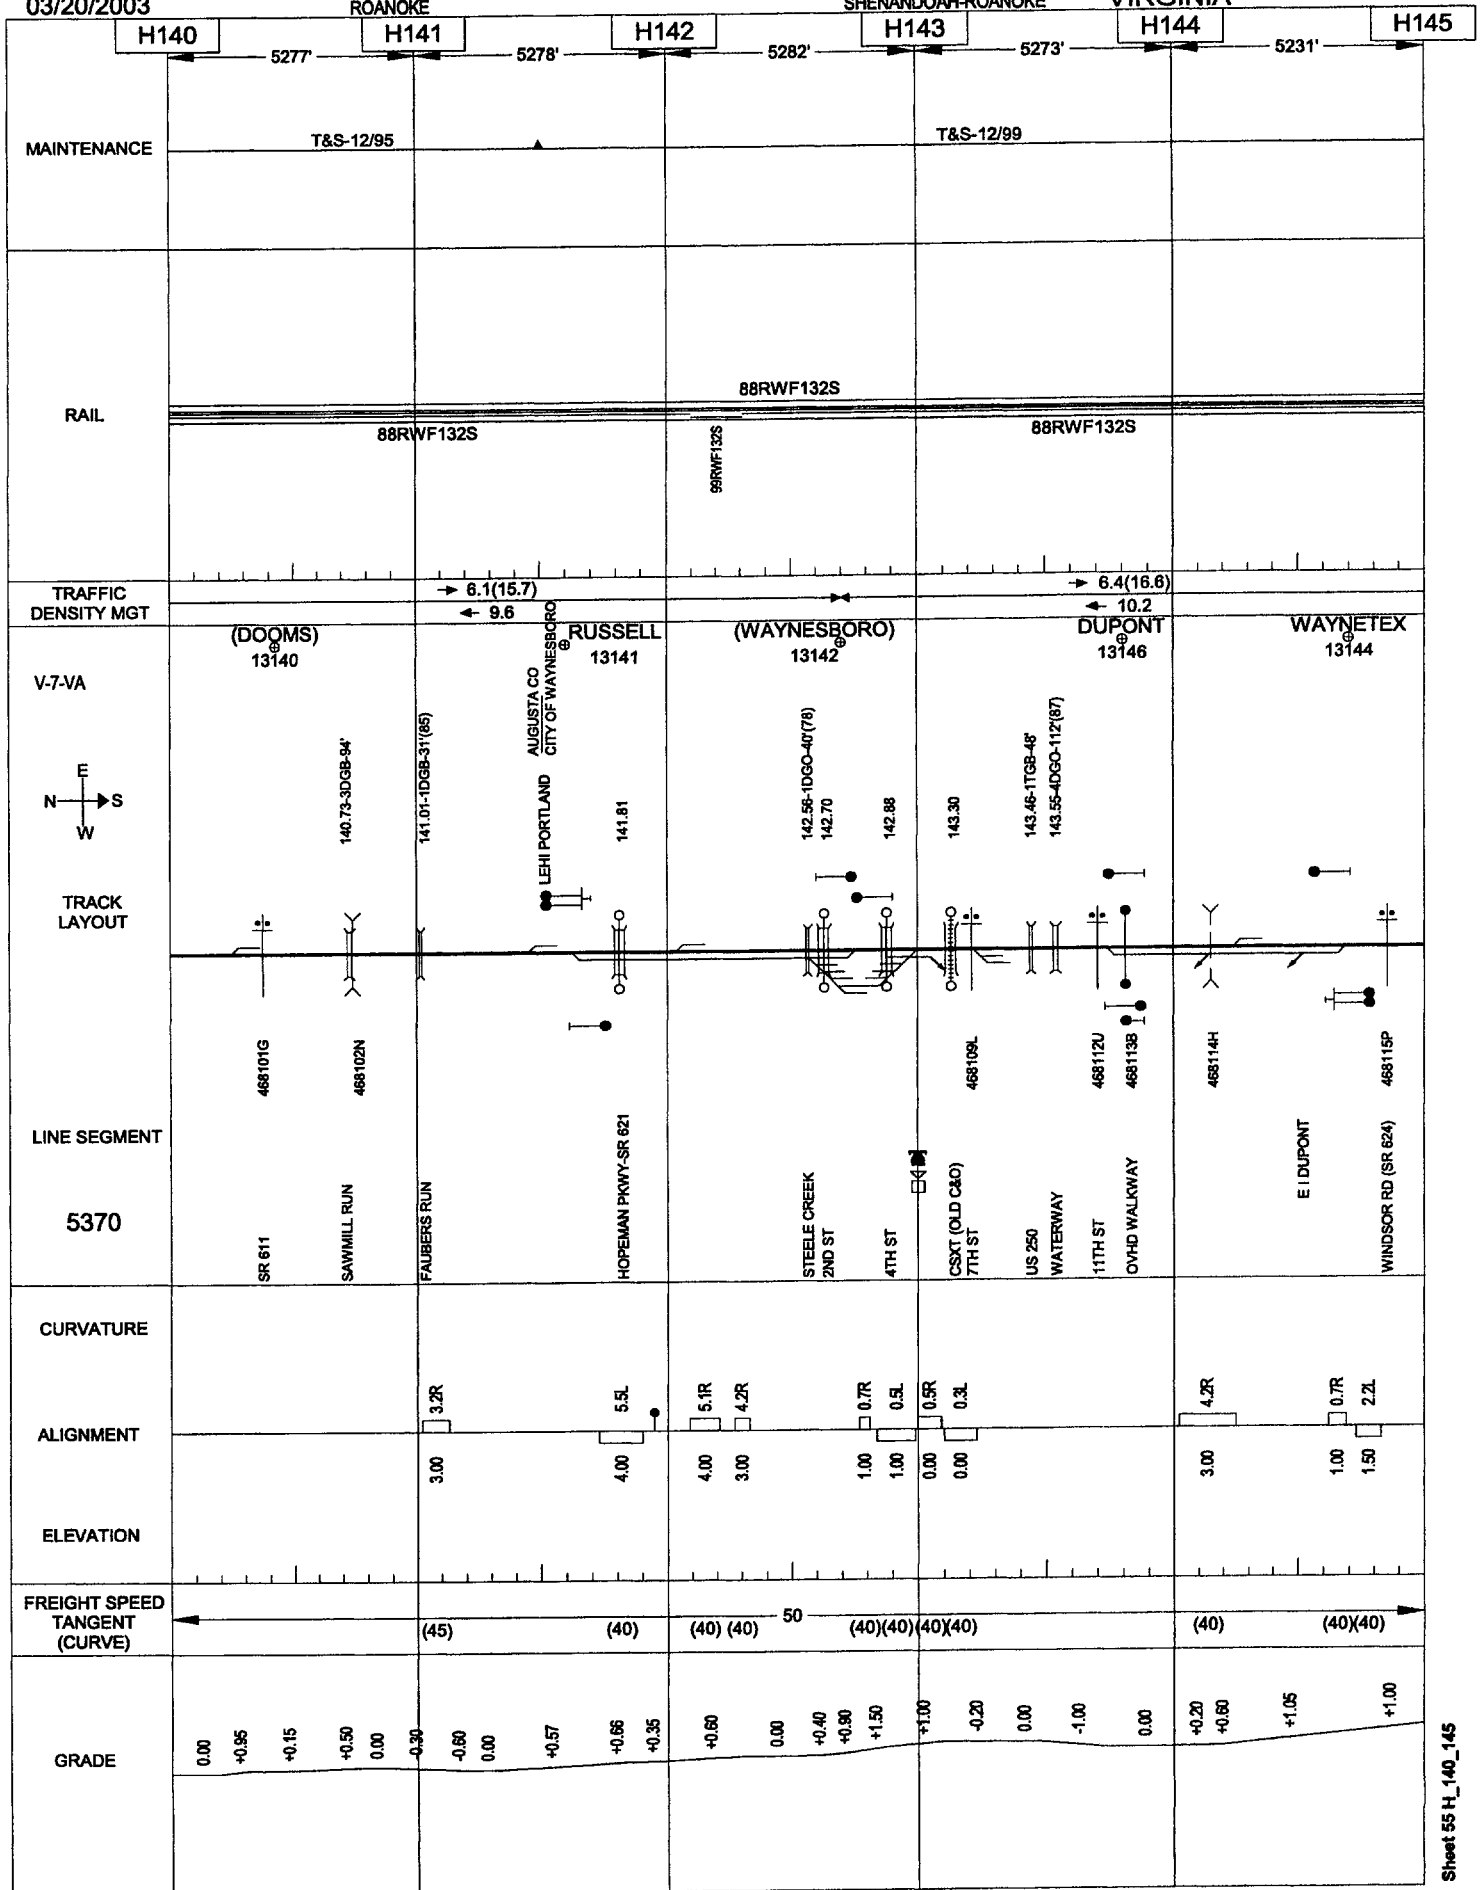 03/20/2003 ROANOKE SHENANDOAH-ROANOKE VIRGINIA
H140 H141 H142 H143 H144 H145
5277' 5278' 5282' 5273' 5231'
MAINTENANCE T&S-12/95 T&S-12/99
88RWF132S
RAIL
88RWF132S 88RWF132S
99RWF132S
TRAFFIC
DENSITY MGT
6.1(15.7) 6.4(16.6)
9.6 10.2
(DOOMS) RUSSELL (WAYNESBORO) DUPONT WAYNETEX
13140 13141 13142 13146 13144
V-7-VA
AUGUSTA CO
CITY OF WAYNESBORO
LEHI PORTLAND
E
N S
W
140.73-3DGB-94'
141.01-1DGB-31'(85)
141.81
142.56-1DGO-40'(78)
142.70
142.88
143.30
143.46-1TGB-48'
143.55-4DGO-112'(87)
TRACK
LAYOUT
468101G
468102N
468109L
468112U
468113B
468114H
468115P
LINE SEGMENT
5370
SR 611
SAWMILL RUN
FAUBERS RUN
HOPEMAN PKWY-SR 621
STEELE CREEK
2ND ST
4TH ST
CSXT (OLD C&O)
7TH ST
US 250
WATERWAY
11TH ST
OVHD WALKWAY
E I DUPONT
WINDSOR RD (SR 624)
CURVATURE
3.2R 5.5L 5.1R 4.2R 0.7R 0.5L 0.5R 0.3L 4.2R 0.7R 2.2L
ALIGNMENT
3.00 4.00 4.00 3.00 1.00 1.00 0.00 0.00 3.00 1.00 1.50
ELEVATION
FREIGHT SPEED
TANGENT
(CURVE)
50
(45) (40) (40) (40) (40)(40)(40)(40) (40) (40)(40)
GRADE
0.00 +0.95 +0.15 +0.50 0.00 -0.30 -0.60 0.00 +0.57 +0.66 +0.35 +0.60 0.00 +0.40 +0.90 +1.50 +1.00 -0.20 0.00 -1.00 0.00 +0.20 +0.60 +1.05 +1.00
Sheet 55 H_140_145